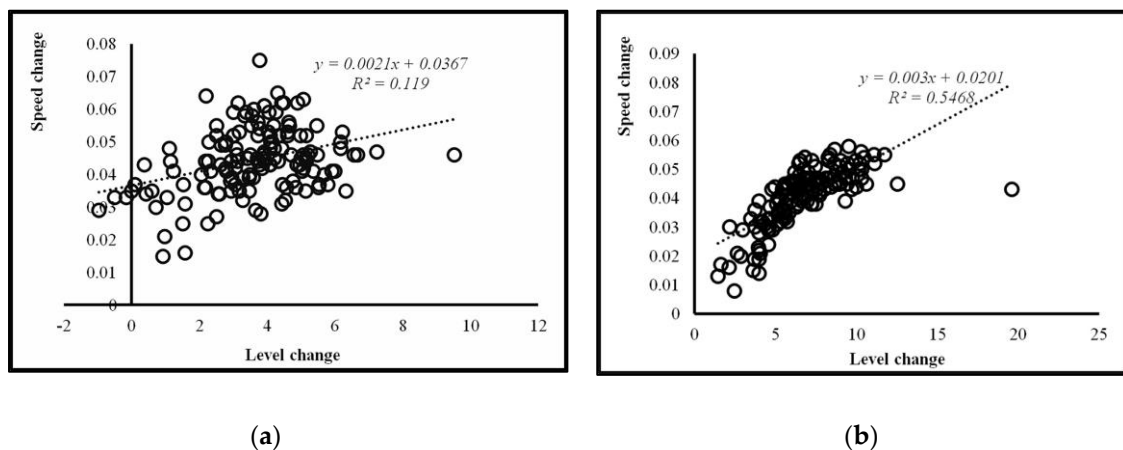 0.08
0.07
0.06
0.05
0.04
0.03
0.02
0.01
0
-2 0 2 4 6 8 10 12
Speed change
Level change
y = 0.0021x + 0.0367
R² = 0.119
(a)
0.09
0.08
0.07
0.06
0.05
0.04
0.03
0.02
0.01
0
0 5 10 15 20 25
Speed change
Level change
y = 0.003x + 0.0201
R² = 0.5468
(b)